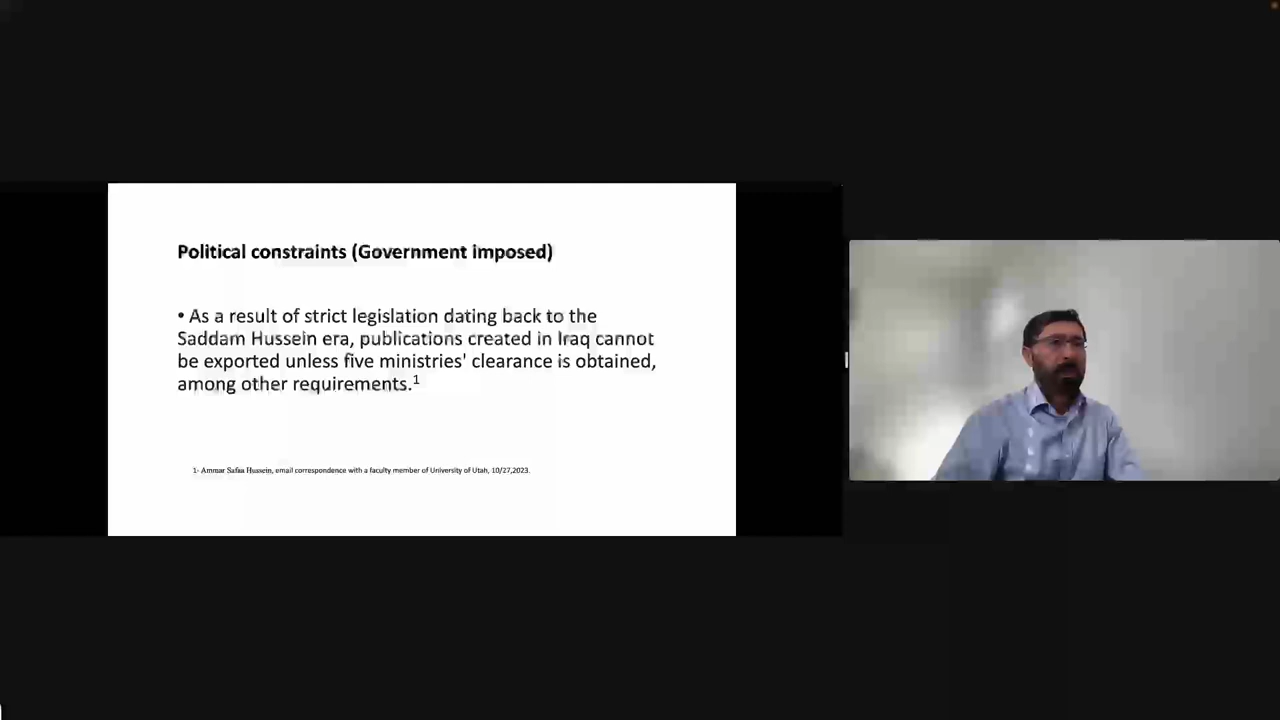 Political constraints (Government imposed)
• As a result of strict legislation dating back to the
Saddam Hussein era, publications created in Iraq cannot
be exported unless five ministries' clearance is obtained,
among other requirements.1
1- Ammar Safaa Hussein, email correspondence with a faculty member of University of Utah, 10/27,2023.